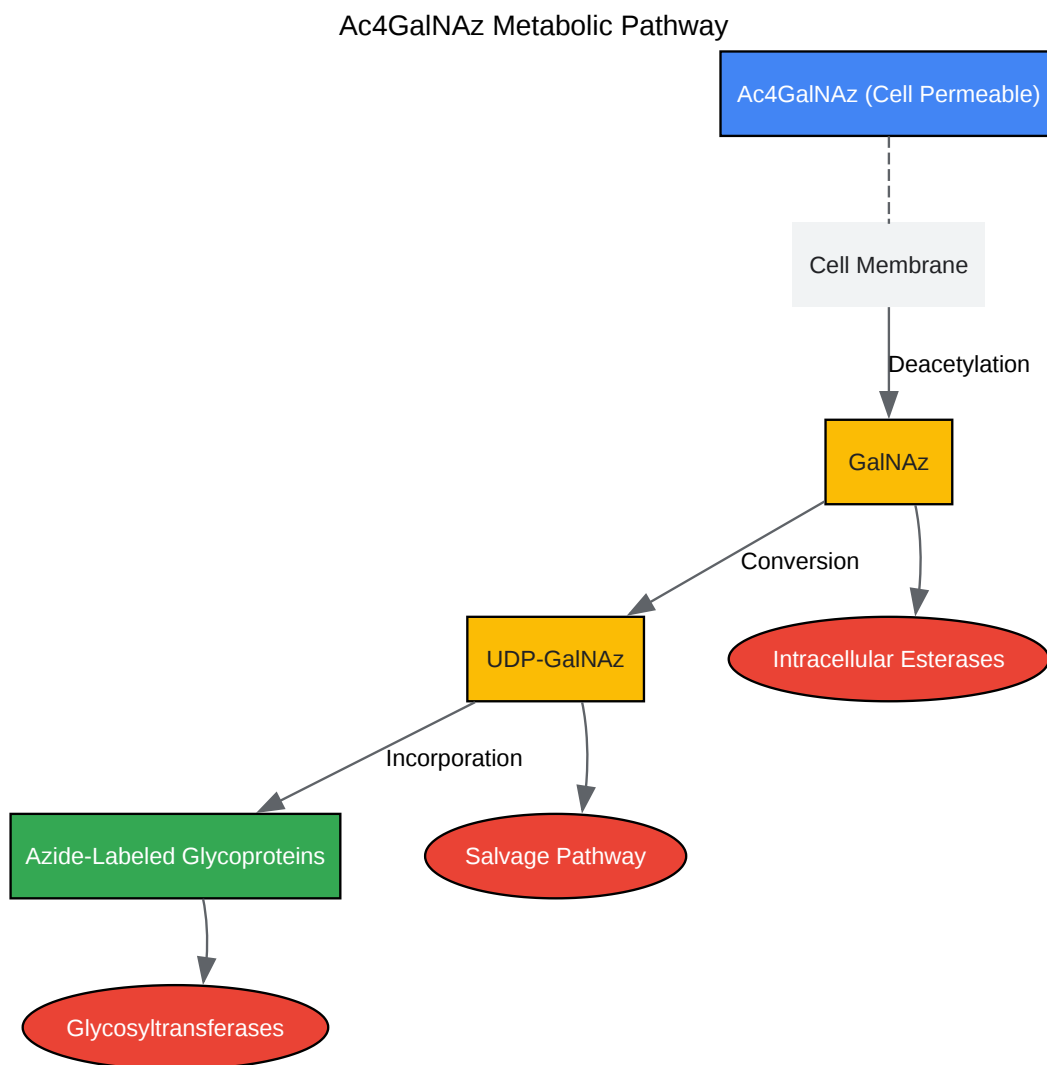 Ac4GalNAz Metabolic Pathway
Ac4GalNAz (Cell Permeable)
Cell Membrane
Deacetylation
GalNAz
Conversion
UDP-GalNAz
Intracellular Esterases
Incorporation
Azide-Labeled Glycoproteins
Salvage Pathway
Glycosyltransferases